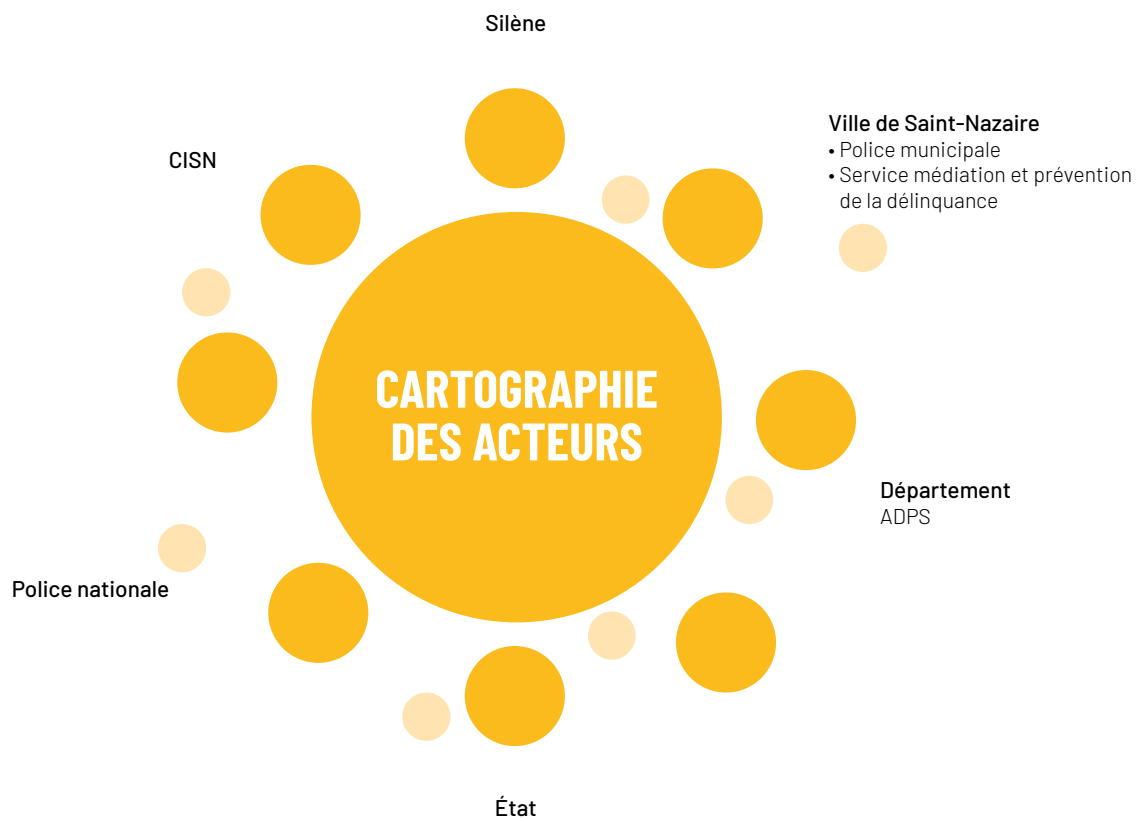 Silène
CISN
Ville de Saint-Nazaire
• Police municipale
• Service médiation et prévention
de la délinquance
CARTOGRAPHIE
DES ACTEURS
Département
ADPS
Police nationale
État